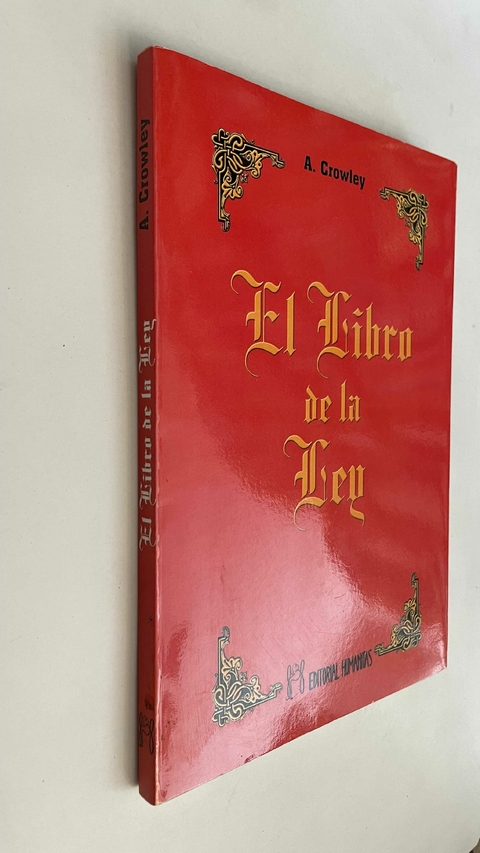 A. Crowley
El Libro
de la
Ley
EDITORIAL HUMANITAS
A. Crowley
El Libro de la Ley